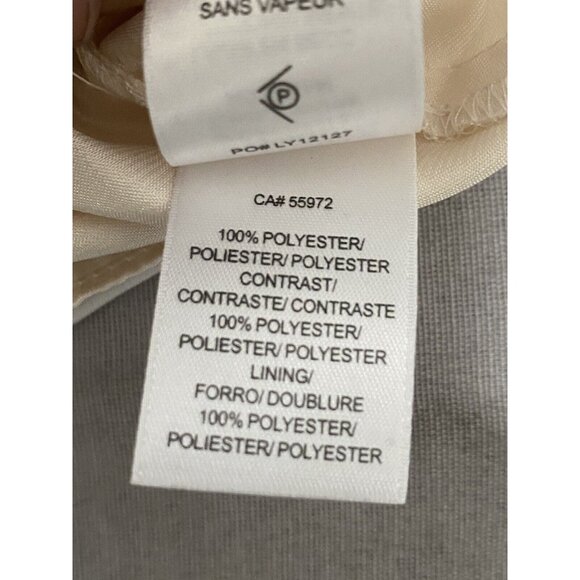 SANS VAPEUR
P
PO# LY12127
CA# 55972
100% POLYESTER/
POLIESTER/ POLYESTER
CONTRAST/
CONTRASTE/ CONTRASTE
100% POLYESTER/
POLIESTER/ POLYESTER
LINING/
FORRO/ DOUBLURE
100% POLYESTER/
POLIESTER/ POLYESTER